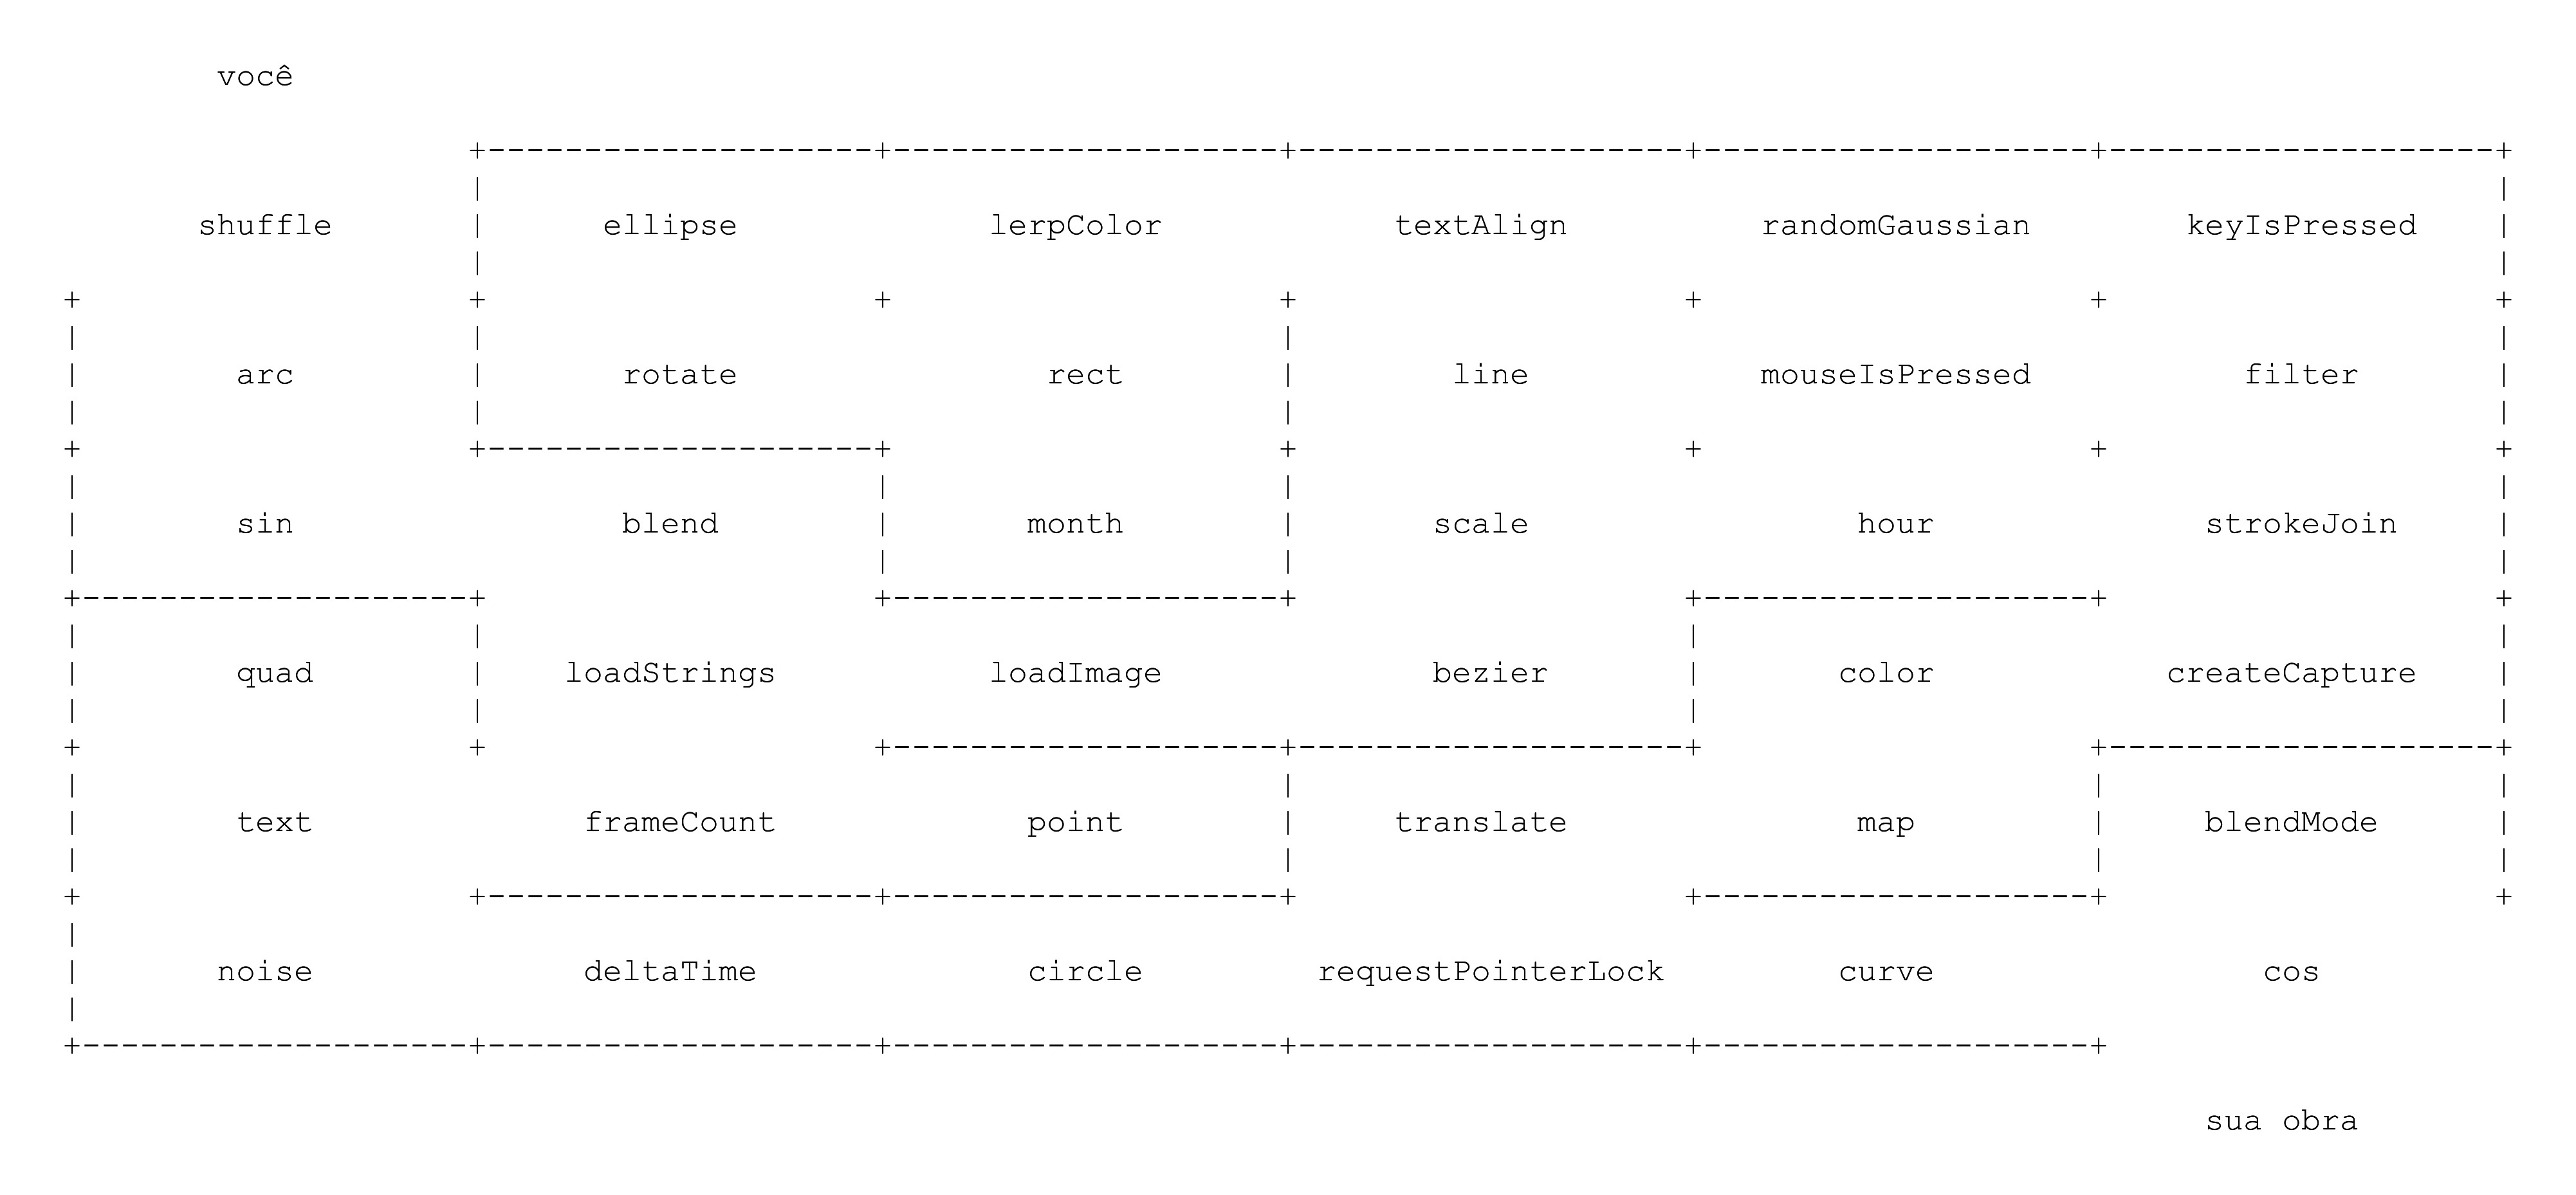 você
shuffle ellipse lerpColor textAlign randomGaussian keyIsPressed
arc rotate rect line mouseIsPressed filter
sin blend month scale hour strokeJoin
quad loadStrings loadImage bezier color createCapture
text frameCount point translate map blendMode
noise deltaTime circle requestPointerLock curve cos
sua obra